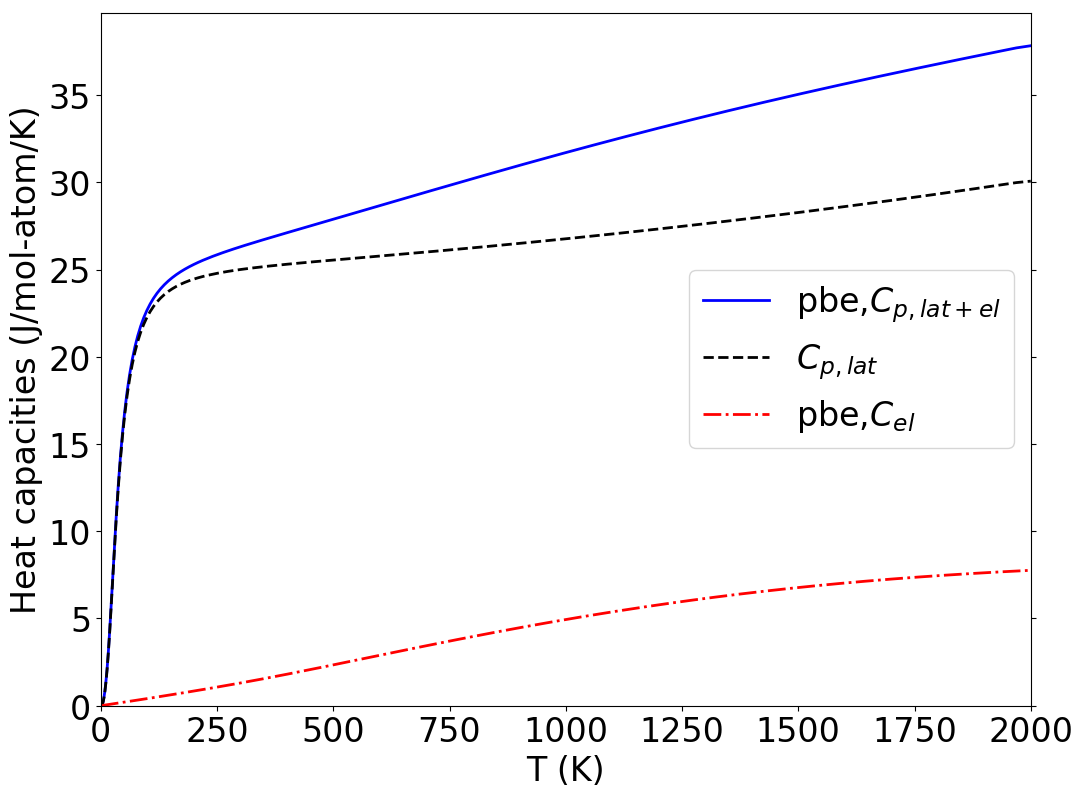 Heat capacities (J/mol-atom/K)
35
30
25
20
15
10
5
0
0 250 500 750 1000 1250 1500 1750 2000
T (K)
pbe,C_{p, lat + el}
C_{p, lat}
pbe,C_{el}